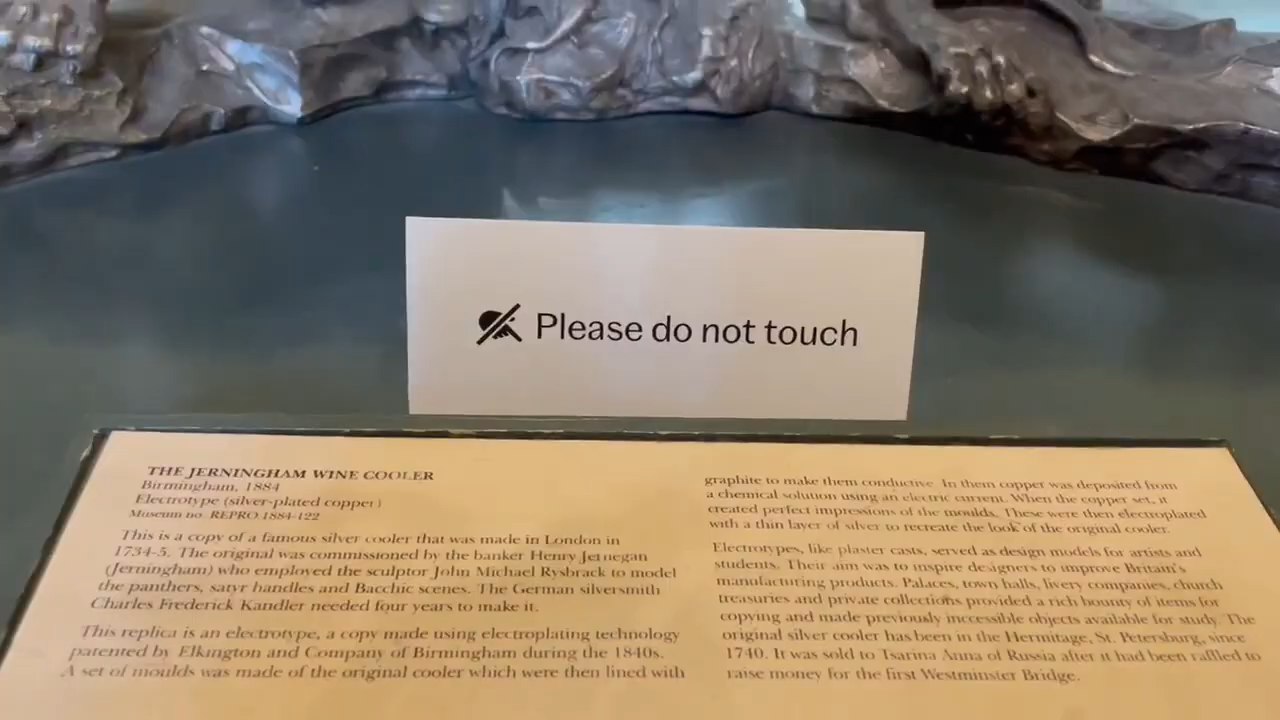 Please do not touch
THE JERNINGHAM WINE COOLER
Birmingham, 1884
Electrotype (silver-plated copper)
Museum no. REPRO.1884-122
This is a copy of a famous silver cooler that was made in London in
1734-5. The original was commissioned by the banker Henry Jernegan
(Jerningham) who employed the sculptor John Michael Rysbrack to model
the panthers, satyr handles and Bacchic scenes. The German silversmith
Charles Frederick Kandler needed four years to make it.
This replica is an electrotype, a copy made using electroplating technology
patented by Elkington and Company of Birmingham during the 1840s.
A set of moulds was made of the original cooler which were then lined with
graphite to make them conductive. In them copper was deposited from
a chemical solution using an electric current. When the copper set, it
created perfect impressions of the moulds. These were then electroplated
with a thin layer of silver to recreate the look of the original cooler.
Electrotypes, like plaster casts, served as design models for artists and
students. Their aim was to inspire designers to improve Britain's
manufacturing products. Palaces, town halls, livery companies, church
treasuries and private collections provided a rich bounty of items for
copying and made previously inccessible objects available for study. The
original silver cooler has been in the Hermitage, St. Petersburg, since
1740. It was sold to Tsarina Anna of Russia after it had been raffled to
raise money for the first Westminster Bridge.